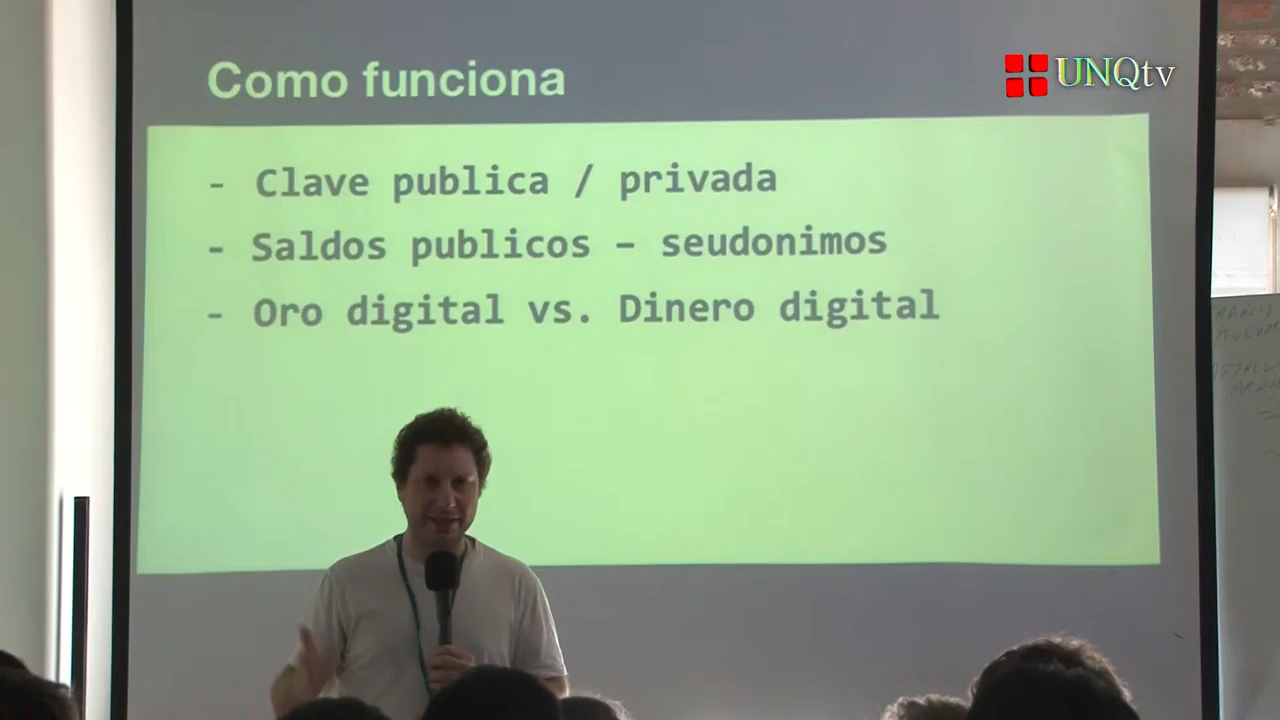 Como funciona
UNQtv
- Clave publica / privada
- Saldos publicos – seudonimos
- Oro digital vs. Dinero digital